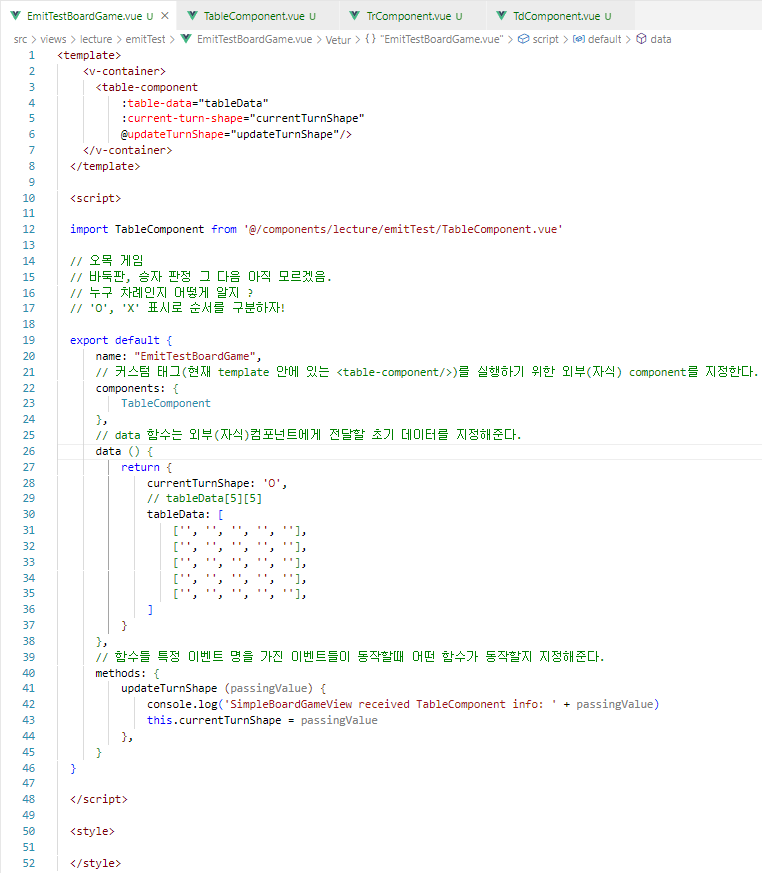 EmitTestBoardGame.vue U × TableComponent.vue U TrComponent.vue U TdComponent.vue U
src > views > lecture > emitTest > EmitTestBoardGame.vue > Vetur > {} "EmitTestBoardGame.vue" > script > default > data
1 <template>
2 <v-container>
3 <table-component
4 :table-data="tableData"
5 :current-turn-shape="currentTurnShape"
6 @updateTurnShape="updateTurnShape"/>
7 </v-container>
8 </template>
9
10 <script>
11
12 import TableComponent from '@/components/lecture/emitTest/TableComponent.vue'
13
14 // 오목 게임
15 // 바둑판, 승자 판정 그 다음 아직 모르겠음.
16 // 누구 차례인지 어떻게 알지 ?
17 // 'O', 'X' 표시로 순서를 구분하자!
18
19 export default {
20 name: "EmitTestBoardGame",
21 // 커스텀 태그(현재 template 안에 있는 <table-component/>)를 실행하기 위한 외부(자식) component를 지정한다.
22 components: {
23 TableComponent
24 },
25 // data 함수는 외부(자식)컴포넌트에게 전달할 초기 데이터를 지정해준다.
26 data () {
27 return {
28 currentTurnShape: 'O',
29 // tableData[5][5]
30 tableData: [
31 ['', '', '', '', ''],
32 ['', '', '', '', ''],
33 ['', '', '', '', ''],
34 ['', '', '', '', ''],
35 ['', '', '', '', ''],
36 ]
37 }
38 },
39 // 함수들 특정 이벤트 명을 가진 이벤트들이 동작할때 어떤 함수가 동작할지 지정해준다.
40 methods: {
41 updateTurnShape (passingValue) {
42 console.log('SimpleBoardGameView received TableComponent info: ' + passingValue)
43 this.currentTurnShape = passingValue
44 },
45 }
46 }
47
48 </script>
49
50 <style>
51
52 </style>